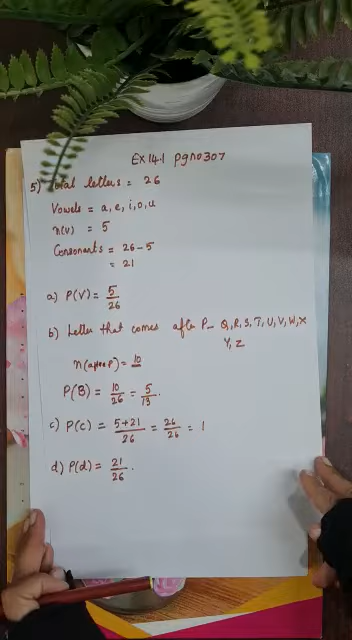 Ex 14.1 Pg no 307
5) Total letters = 26
Vowels = a, e, i, o, u
n(v) = 5
Consonants = 26 - 5
= 21
a) P(V) = 5/26
b) Letter that comes after P - Q, R, S, T, U, V, W, X
Y, Z
n(after P) = 10
P(B) = 10/26 = 5/13.
c) P(c) = 5+21/26 = 26/26 = 1
d) P(d) = 21/26.